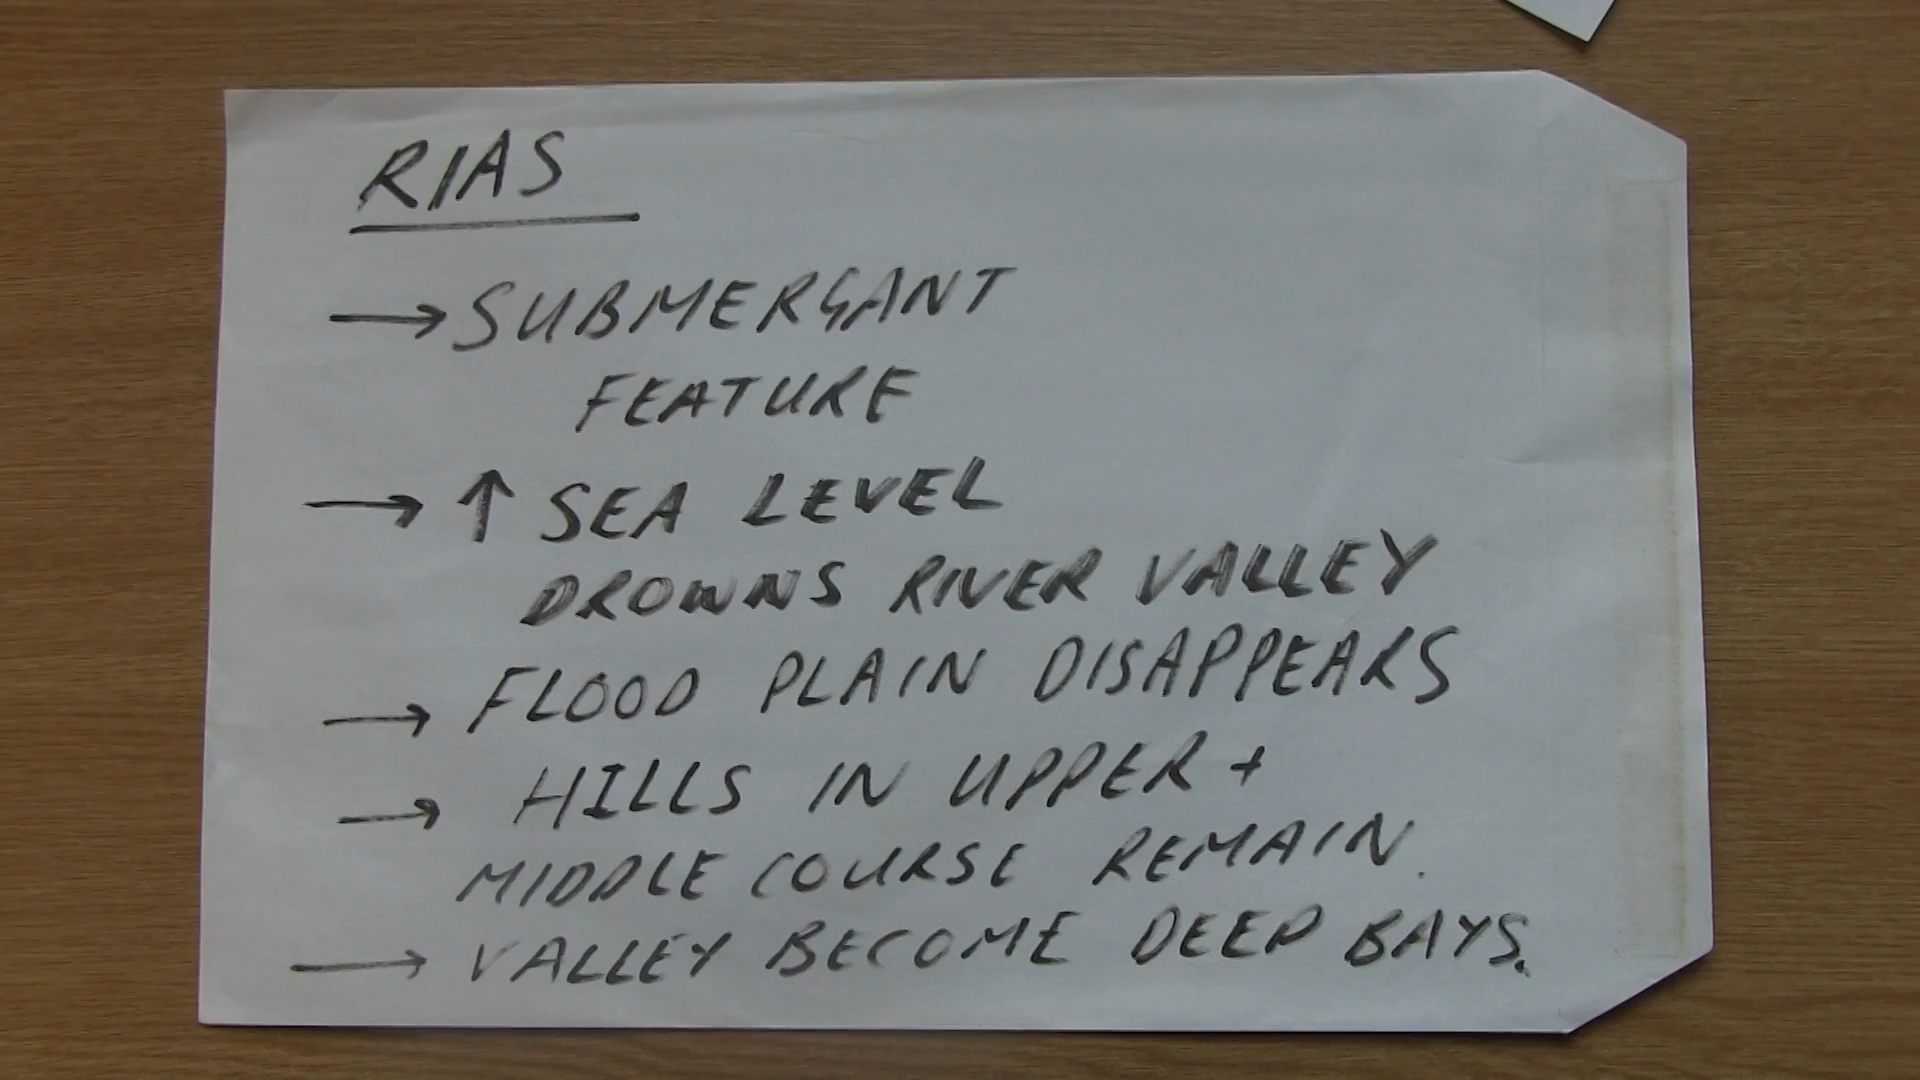 RIAS
→ SUBMERGANT
FEATURE
→ ↑ SEA LEVEL
DROWNS RIVER VALLEY
→ FLOOD PLAIN DISAPPEARS
→ HILLS IN UPPER +
MIDDLE COURSE REMAIN.
→ VALLEY BECOME DEEP BAYS.